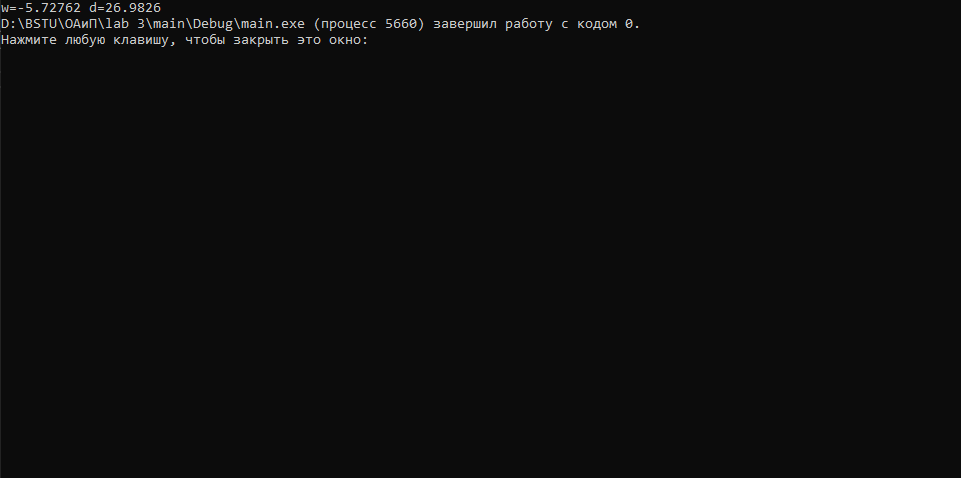 w=-5.72762 d=26.9826
D:\BSTU\ОАиП\lab 3\main\Debug\main.exe (процесс 5660) завершил работу с кодом 0.
Нажмите любую клавишу, чтобы закрыть это окно: